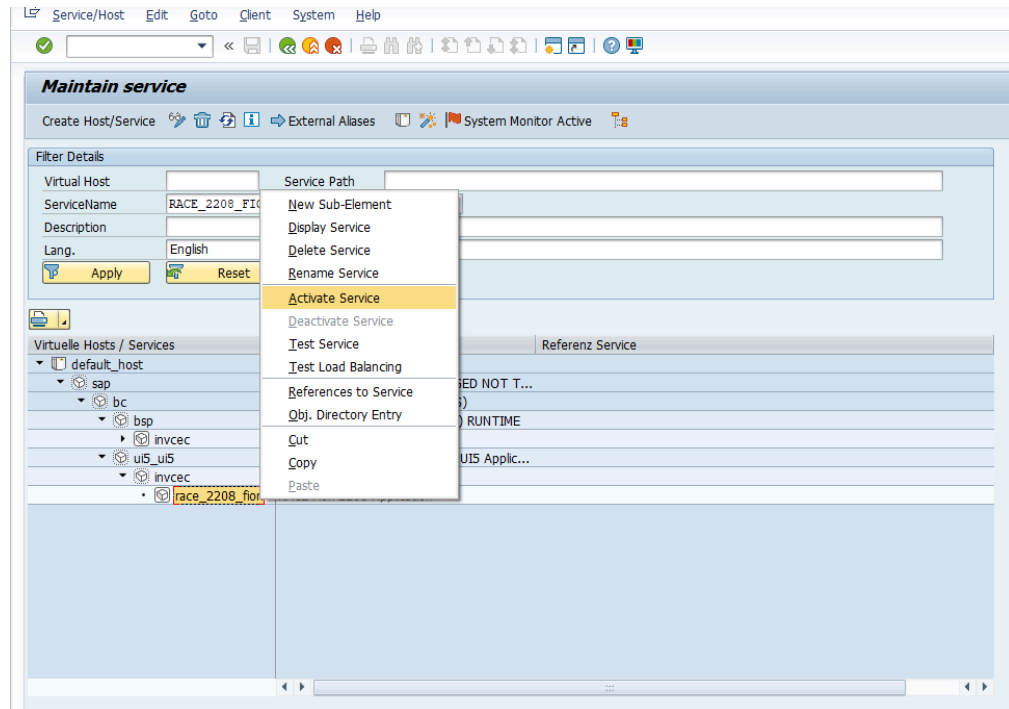 Service/Host Edit Goto Client System Help
Maintain service
Create Host/Service External Aliases System Monitor Active
Filter Details
Virtual Host Service Path
ServiceName RACE_2208_FIO
Description
Lang. English
Apply Reset
New Sub-Element
Display Service
Delete Service
Rename Service
Activate Service
Deactivate Service
Test Service
Test Load Balancing
References to Service
Obj. Directory Entry
Cut
Copy
Paste
Virtuelle Hosts / Services Referenz Service
default_host
sap GED NOT T...
bc S)
bsp ) RUNTIME
invcec
ui5_ui5 UI5 Applic...
invcec
race_2208_fior